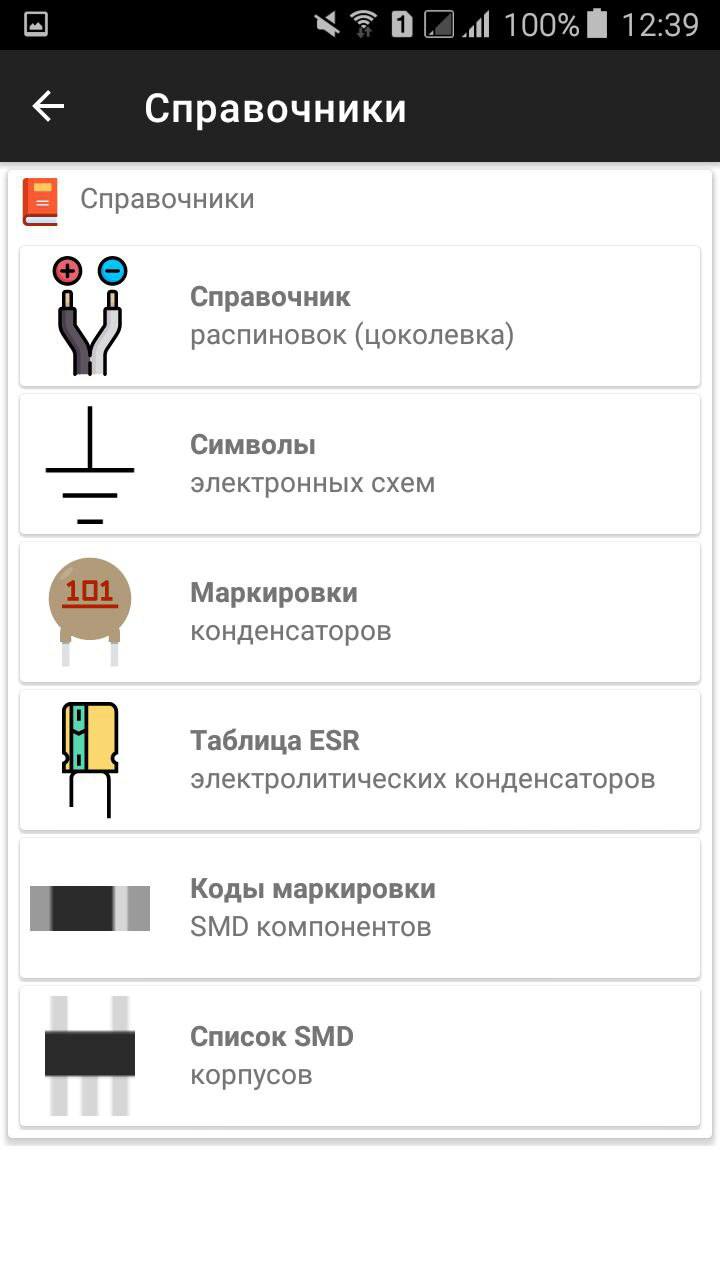 1 100% 12:39
Справочники
Справочники
Справочник
распиновок (цоколевка)
Символы
электронных схем
101
Маркировки
конденсаторов
Таблица ESR
электролитических конденсаторов
Коды маркировки
SMD компонентов
Список SMD
корпусов